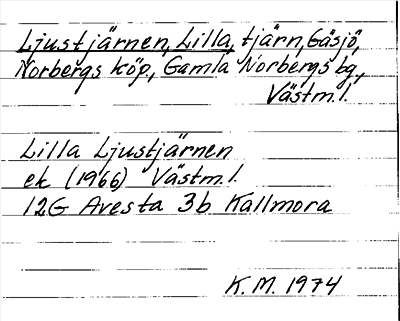 Ljustjärnen, Lilla, tjärn, Gäsjö,
Norbergs köp., Gamla Norbergs bg.,
Västm.l.
Lilla Ljustjärnen
ek (1966) Västm.l.
12G Avesta 3b Kallmora
K.M. 1974